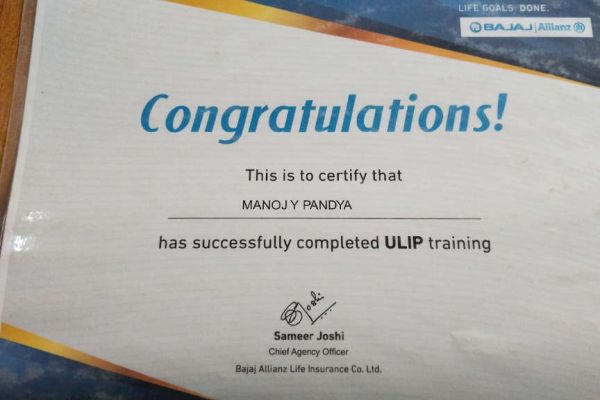 LIFE GOALS. DONE.
BAJAJ Allianz
Congratulations!
This is to certify that
MANOJ Y PANDYA
has successfully completed ULIP training
Joshi
Sameer Joshi
Chief Agency Officer
Bajaj Allianz Life Insurance Co. Ltd.